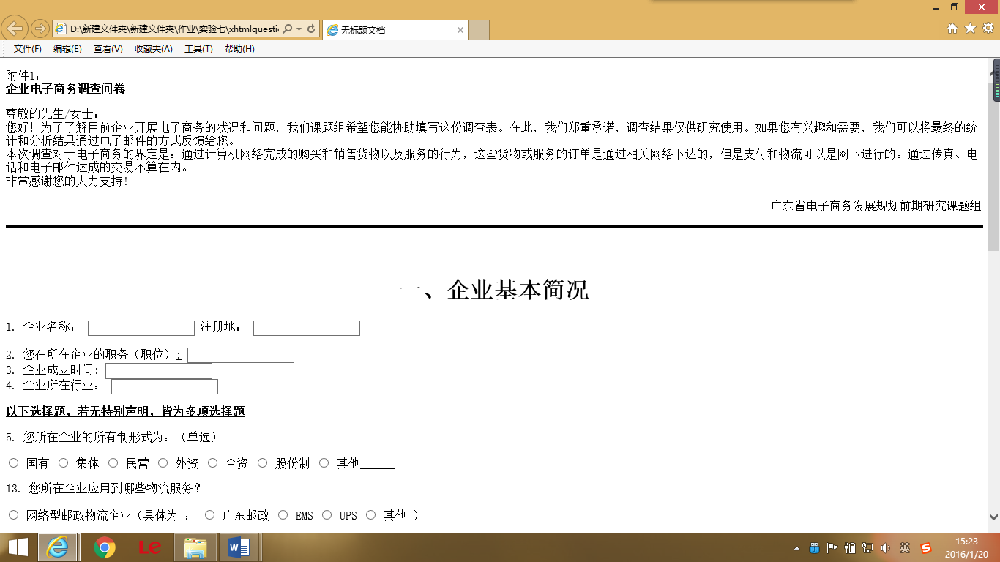 D:\新建文件夹\新建文件夹\作业\实验七\xhtmlquestic
无标题文档
文件(F) 编辑(E) 查看(V) 收藏夹(A) 工具(T) 帮助(H)
附件1：
企业电子商务调查问卷
尊敬的先生/女士：
您好！为了了解目前企业开展电子商务的状况和问题，我们课题组希望您能协助填写这份调查表。在此，我们郑重承诺，调查结果仅供研究使用。如果您有兴趣和需要，我们可以将最终的统
计和分析结果通过电子邮件的方式反馈给您。
本次调查对于电子商务的界定是：通过计算机网络完成的购买和销售货物以及服务的行为，这些货物或服务的订单是通过相关网络下达的，但是支付和物流可以是网下进行的。通过传真、电
话和电子邮件达成的交易不算在内。
非常感谢您的大力支持!
广东省电子商务发展规划前期研究课题组
一、企业基本简况
1. 企业名称： 注册地：
2. 您在所在企业的职务（职位）:
3. 企业成立时间:
4. 企业所在行业：
以下选择题，若无特别声明，皆为多项选择题
5. 您所在企业的所有制形式为：（单选）
国有 集体 民营 外资 合资 股份制 其他______
13. 您所在企业应用到哪些物流服务？
网络型邮政物流企业（具体为 ： 广东邮政 EMS UPS 其他 ）
Le
英
15:23
2016/1/20